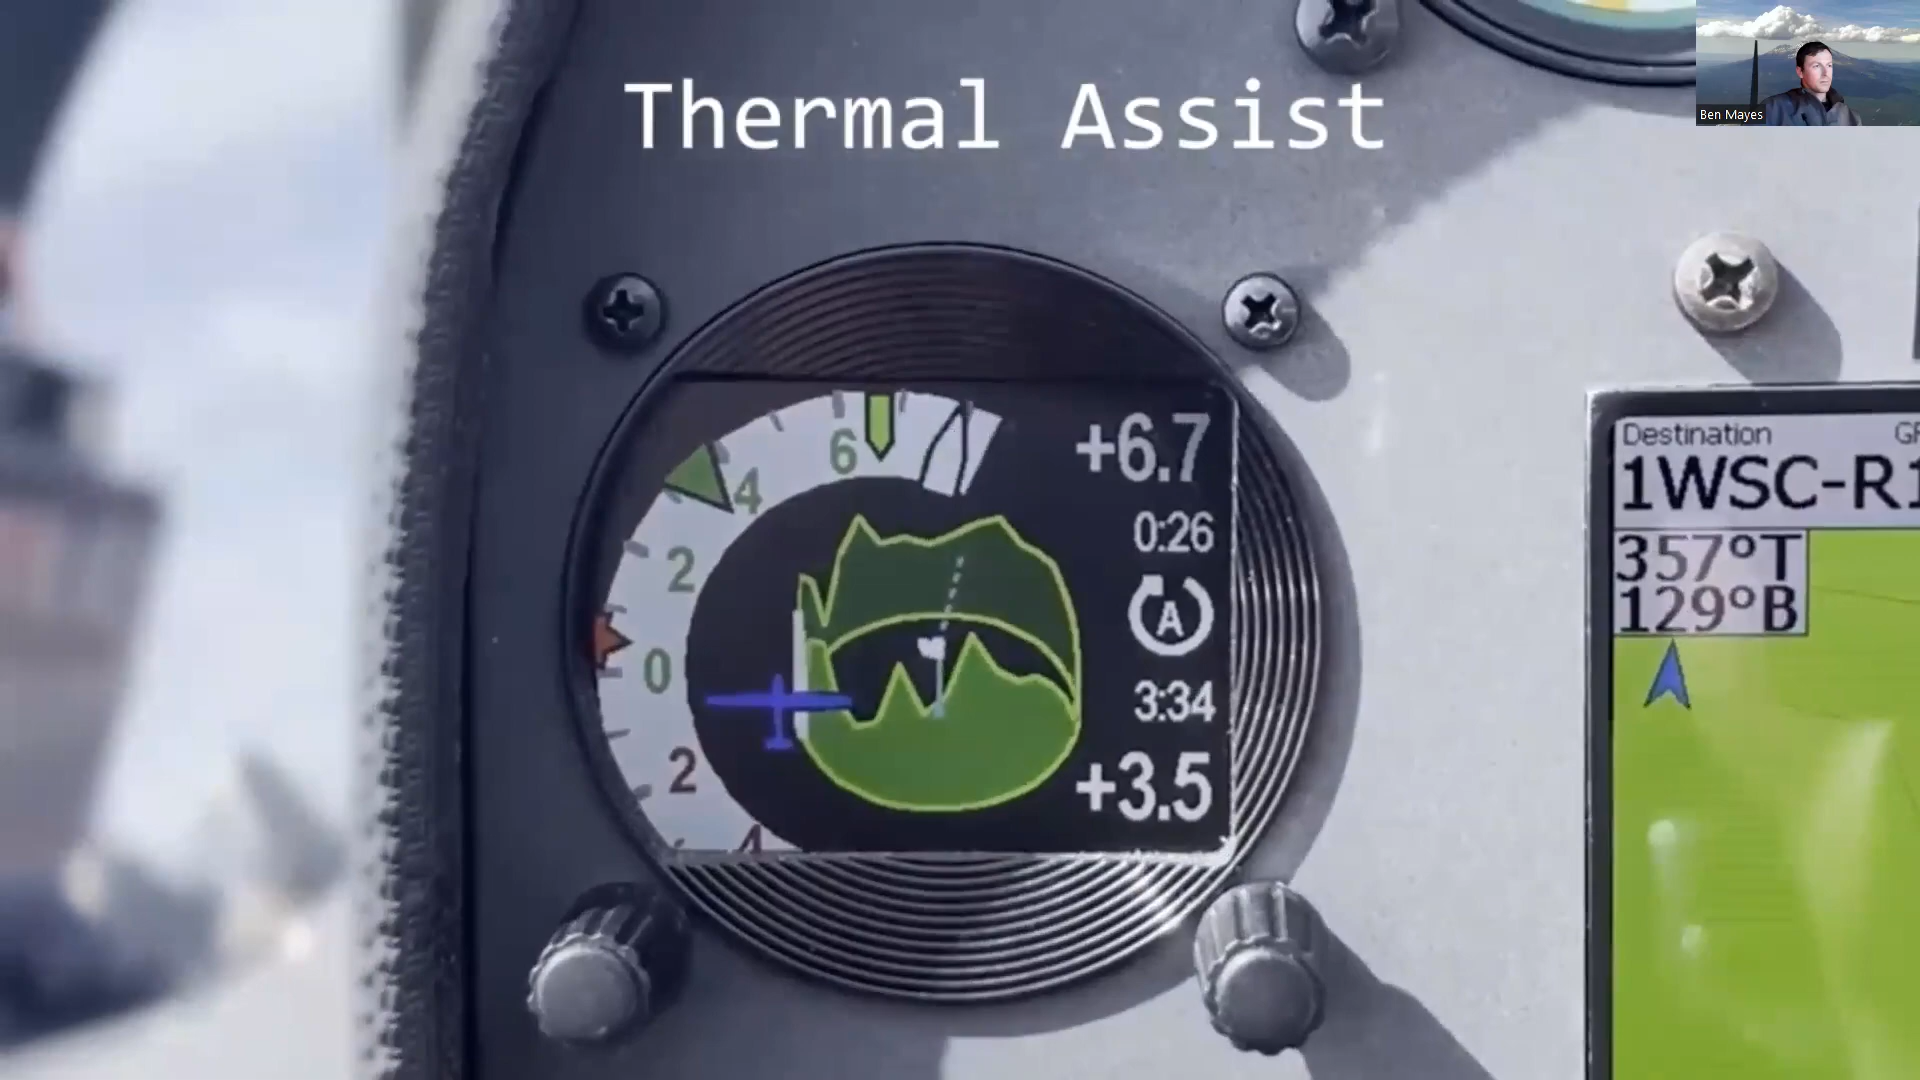 Thermal Assist
Ben Mayes
+6.7
6
4
0:26
2
A
0
3:34
2
+3.5
4
Destination
1WSC-R1
357°T
129°B